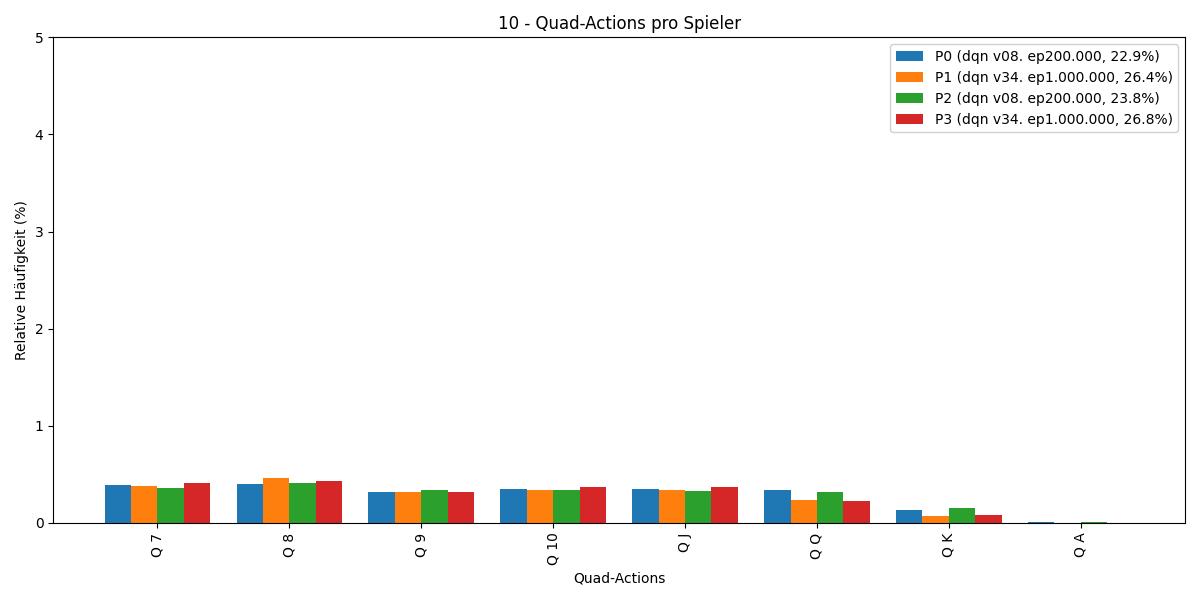 10 - Quad-Actions pro Spieler
5
4
3
2
1
0
Relative Häufigkeit (%)
P0 (dqn v08. ep200.000, 22.9%)
P1 (dqn v34. ep1.000.000, 26.4%)
P2 (dqn v08. ep200.000, 23.8%)
P3 (dqn v34. ep1.000.000, 26.8%)
Q 7
Q 8
Q 9
Q 10
Q J
Q Q
Q K
Q A
Quad-Actions